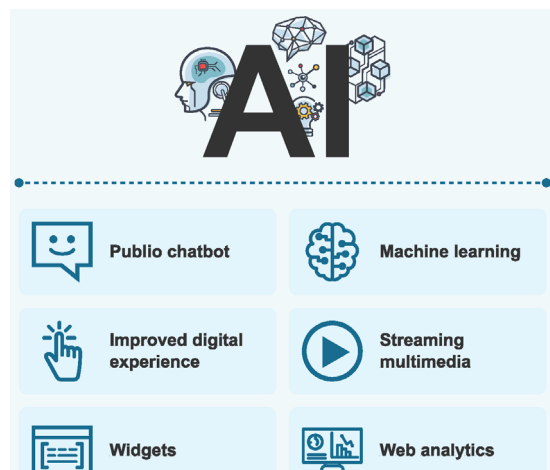 AI
Publio chatbot
Machine learning
Improved digital
experience
Streaming
multimedia
Widgets
Web analytics